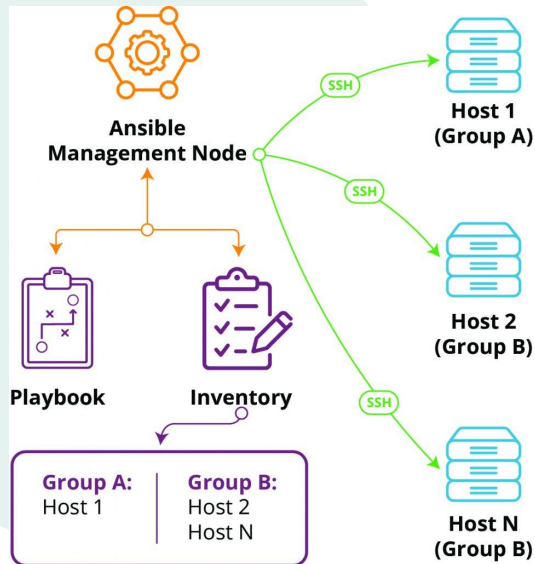 Ansible
Management Node
SSH
Host 1
(Group A)
SSH
Host 2
(Group B)
SSH
Host N
(Group B)
Playbook
Inventory
Group A:
Host 1
Group B:
Host 2
Host N